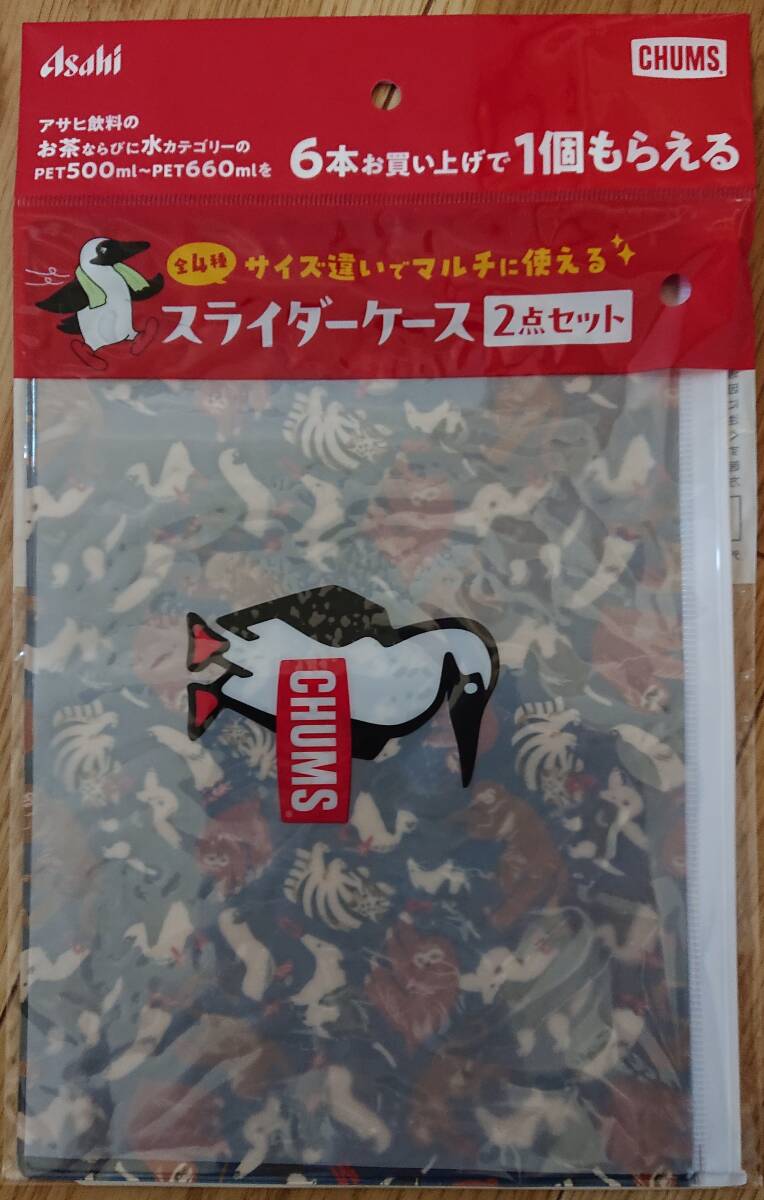 Asahi
CHUMS
アサヒ飲料の
お茶ならびに水カテゴリーの
PET500ml~PET660mlを
6本お買い上げで1個もらえる
全4種
サイズ違いでマルチに使える
スライダーケース 2点セット
CHUMS